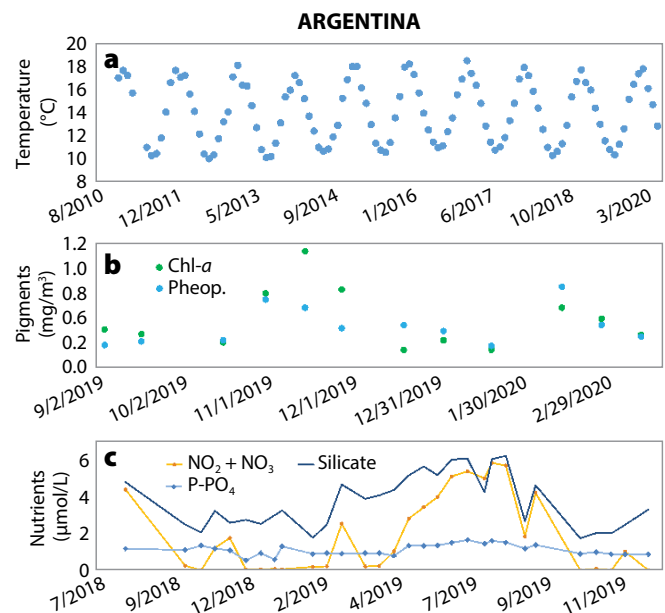 ARGENTINA
a
Temperature
(°C)
20
18
16
14
12
10
8
8/2010 12/2011 5/2013 9/2014 1/2016 6/2017 10/2018 3/2020
b
Pigments
(mg/m³)
1.2
1.0
0.8
0.6
0.2
0.0
Chl-a
Pheop.
9/2/2019 10/2/2019 11/1/2019 12/1/2019 12/31/2019 1/30/2020 2/29/2020
c
Nutrients
(µmol/L)
6
4
2
0
NO₂ + NO₃ Silicate
P-PO₄
7/2018 9/2018 12/2018 2/2019 4/2019 7/2019 9/2019 11/2019